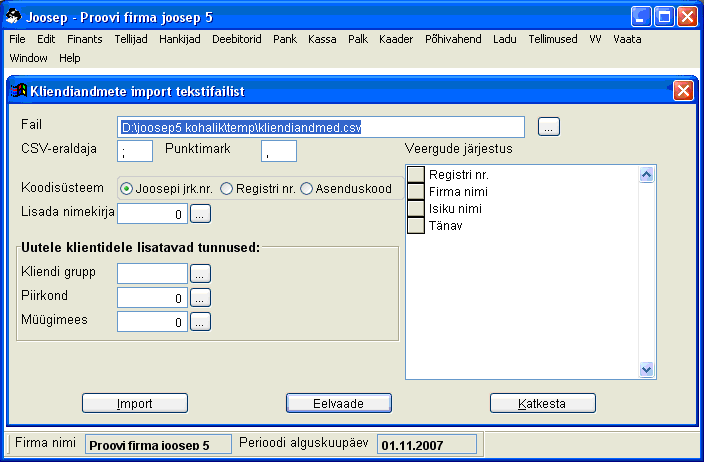 Joosep - Proovi firma joosep 5
File Edit Finants Tellijad Hankijad Deebitorid Pank Kassa Palk Kaader Põhivahend Ladu Tellimused VV Vaata
Window Help
Kliendiandmete import tekstifailist
Fail D:\joosep5 kohalik\temp\kliendiandmed.csv ...
CSV-eraldaja ; Punktimark , Veergude järjestus
Registri nr.
Firma nimi
Isiku nimi
Tänav
Koodisüsteem Joosepi jrk.nr. Registri nr. Asenduskood
Lisada nimekirja 0 ...
Uutele klientidele lisatavad tunnused:
Kliendi grupp ...
Piirkond 0 ...
Müügimees 0 ...
Import Eelvaade Katkesta
Firma nimi Proovi firma joosep 5 Perioodi alguskuupäev 01.11.2007